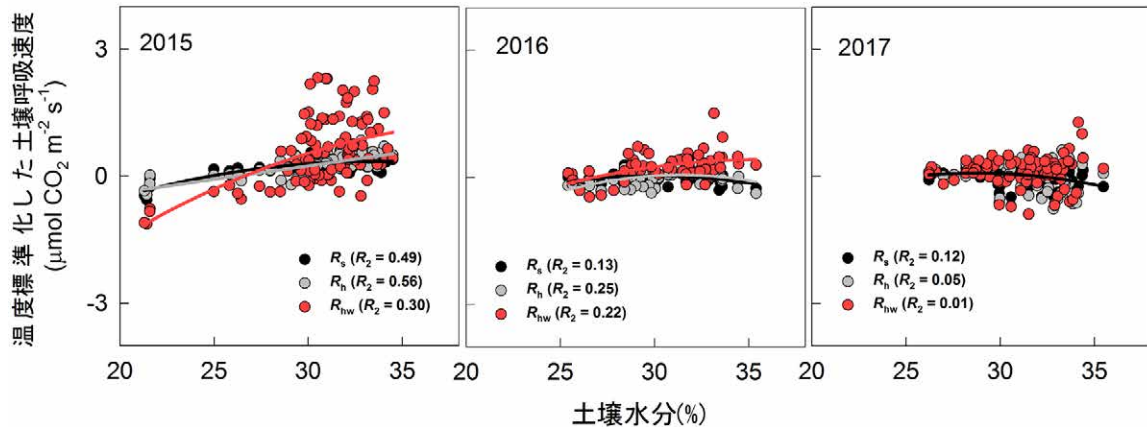 温度標準化した土壌呼吸速度
(μmol CO2 m-2 s-1)
3
0
-3
2015
Rs (R2 = 0.49)
Rh (R2 = 0.56)
Rhw (R2 = 0.30)
20 25 30 35
2016
Rs (R2 = 0.13)
Rh (R2 = 0.25)
Rhw (R2 = 0.22)
20 25 30 35
2017
Rs (R2 = 0.12)
Rh (R2 = 0.05)
Rhw (R2 = 0.01)
20 25 30 35
土壌水分(%)